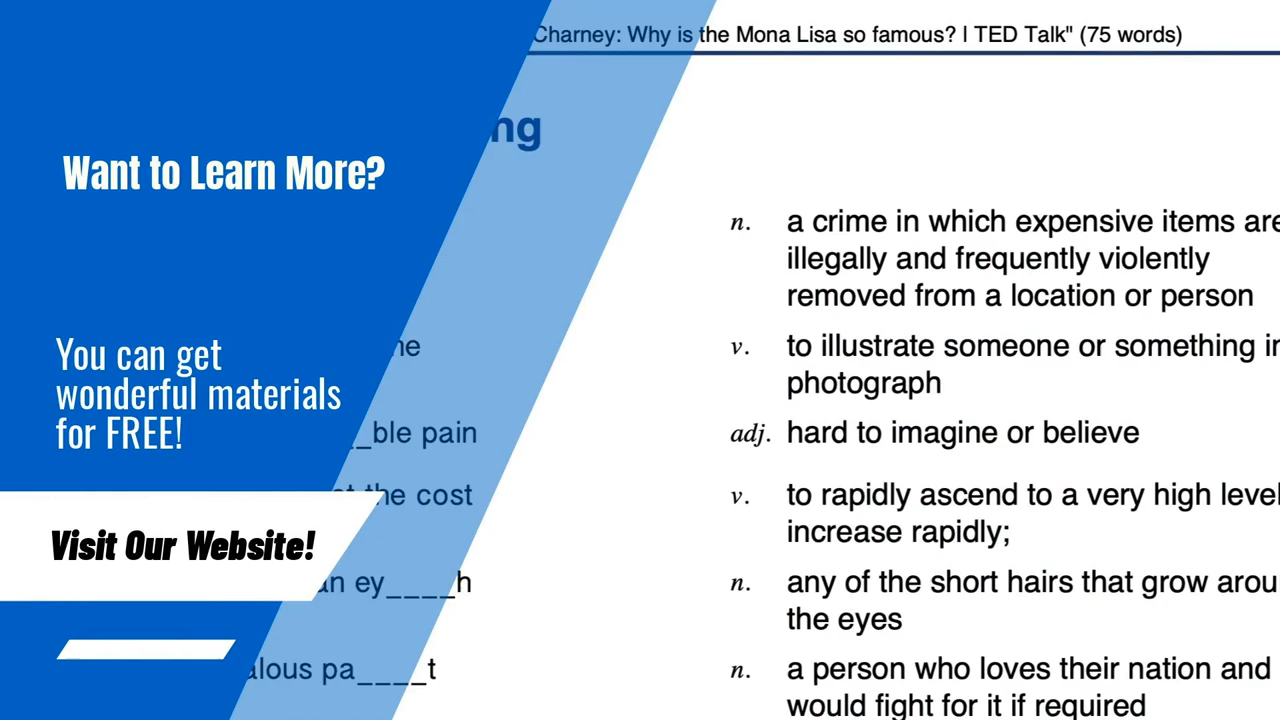 Charney: Why is the Mona Lisa so famous? | TED Talk" (75 words)
ng
Want to Learn More?
You can get
wonderful materials
for FREE!
Visit Our Website!
he
_ble pain
the cost
an ey____h
alous pa____t
n. a crime in which expensive items are
illegally and frequently violently
removed from a location or person
v. to illustrate someone or something in
photograph
adj. hard to imagine or believe
v. to rapidly ascend to a very high level
increase rapidly;
n. any of the short hairs that grow arou
the eyes
n. a person who loves their nation and
would fight for it if required